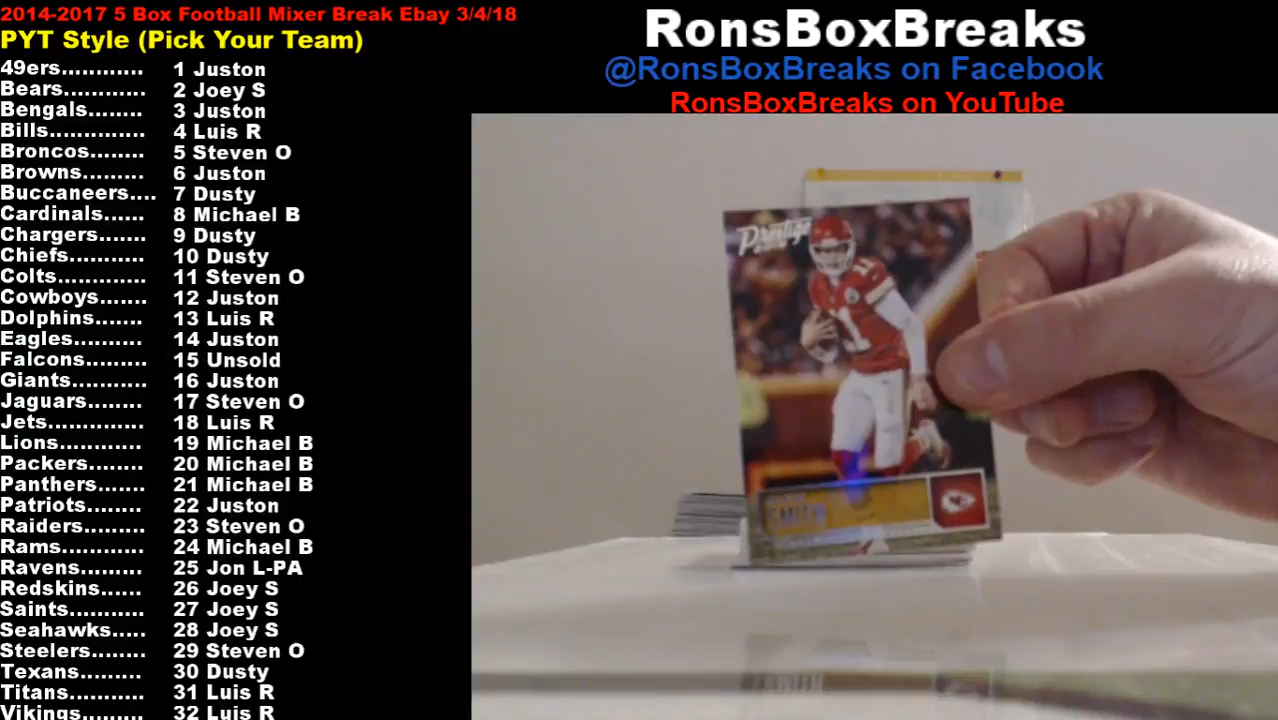 2014-2017 5 Box Football Mixer Break Ebay 3/4/18
PYT Style (Pick Your Team)
49ers............ 1 Juston
Bears............ 2 Joey S
Bengals........ 3 Juston
Bills.............. 4 Luis R
Broncos........ 5 Steven O
Browns......... 6 Juston
Buccaneers.... 7 Dusty
Cardinals...... 8 Michael B
Chargers....... 9 Dusty
Chiefs........... 10 Dusty
Colts............. 11 Steven O
Cowboys....... 12 Juston
Dolphins....... 13 Luis R
Eagles.......... 14 Juston
Falcons......... 15 Unsold
Giants........... 16 Juston
Jaguars........ 17 Steven O
Jets.............. 18 Luis R
Lions............ 19 Michael B
Packers........ 20 Michael B
Panthers....... 21 Michael B
Patriots........ 22 Juston
Raiders......... 23 Steven O
Rams............ 24 Michael B
Ravens......... 25 Jon L-PA
Redskins...... 26 Joey S
Saints........... 27 Joey S
Seahawks..... 28 Joey S
Steelers........ 29 Steven O
Texans......... 30 Dusty
Titans........... 31 Luis R
Vikings......... 32 Luis R
RonsBoxBreaks
@RonsBoxBreaks on Facebook
RonsBoxBreaks on YouTube
Prestige
11
SMITH